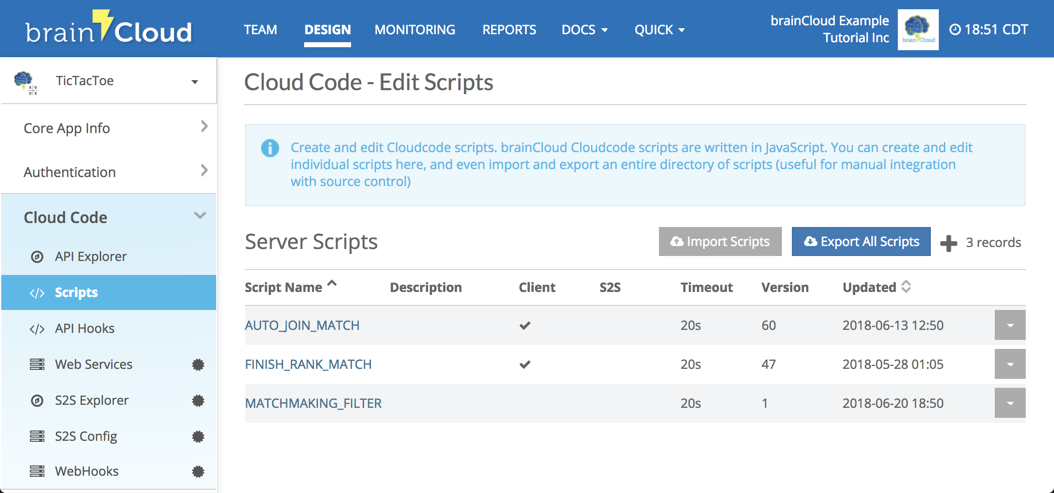 brainCloud
TEAM DESIGN MONITORING REPORTS DOCS QUICK
brainCloud Example
Tutorial Inc
brainCloud
18:51 CDT
TicTacToe
Core App Info
Authentication
Cloud Code
API Explorer
Scripts
API Hooks
Web Services
S2S Explorer
S2S Config
WebHooks
Cloud Code - Edit Scripts
Create and edit Cloudcode scripts. brainCloud Cloudcode scripts are written in JavaScript. You can create and edit
individual scripts here, and even import and export an entire directory of scripts (useful for manual integration
with source control)
Server Scripts Import Scripts Export All Scripts 3 records
Script Name Description Client S2S Timeout Version Updated
AUTO_JOIN_MATCH 20s 60 2018-06-13 12:50
FINISH_RANK_MATCH 20s 47 2018-05-28 01:05
MATCHMAKING_FILTER 20s 1 2018-06-20 18:50